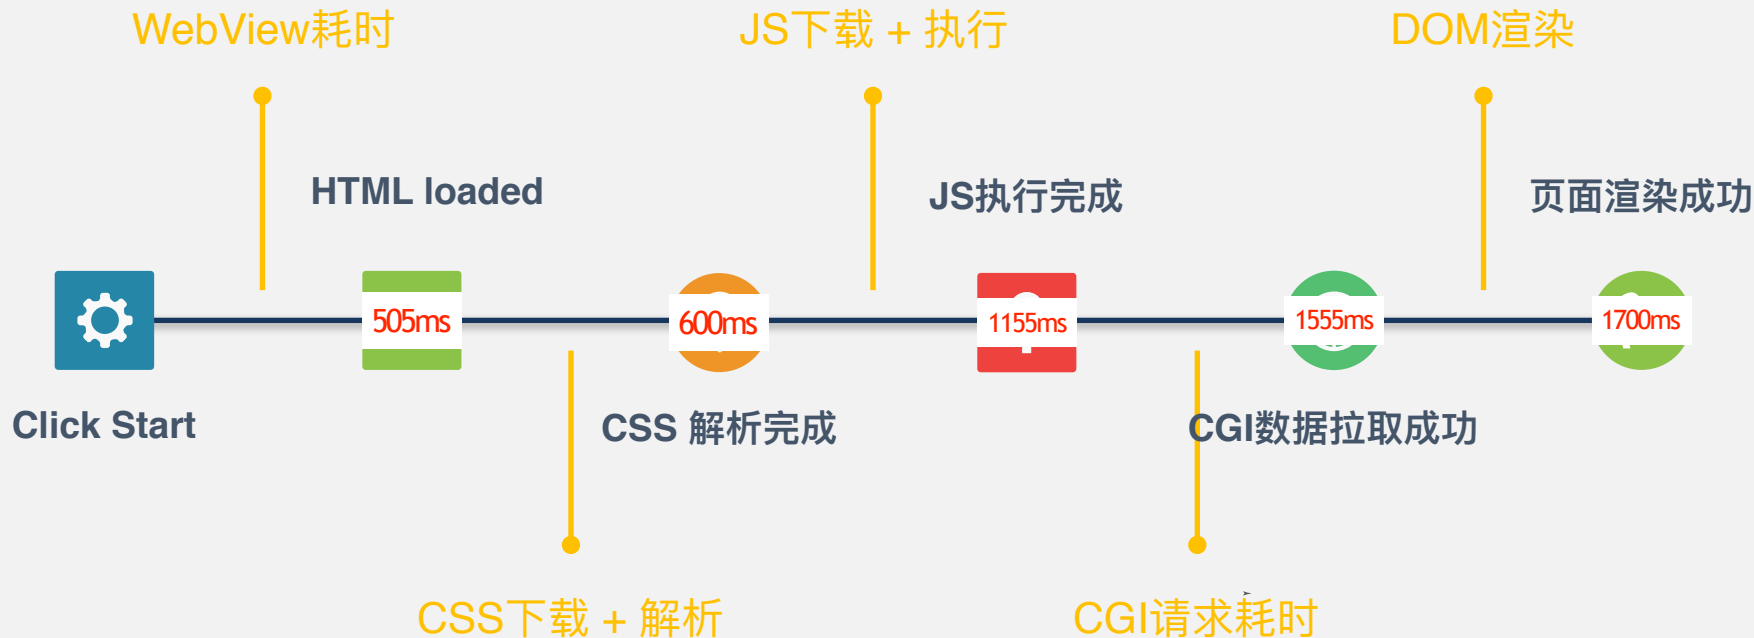 WebView耗时
JS下载 + 执行
DOM渲染
HTML loaded
JS执行完成
页面渲染成功
505ms
600ms
1155ms
1555ms
1700ms
Click Start
CSS 解析完成
CGI数据拉取成功
CSS下载 + 解析
CGI请求耗时